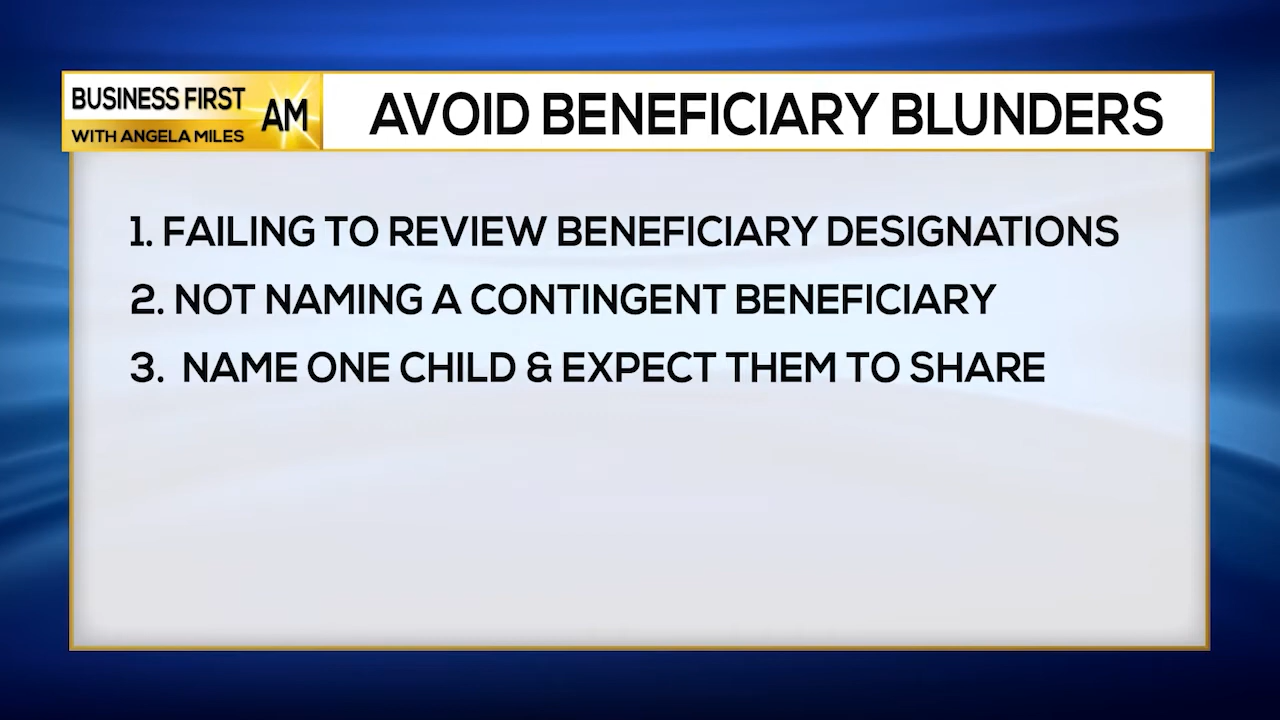 BUSINESS FIRST
AM
WITH ANGELA MILES
AVOID BENEFICIARY BLUNDERS
1. FAILING TO REVIEW BENEFICIARY DESIGNATIONS
2. NOT NAMING A CONTINGENT BENEFICIARY
3. NAME ONE CHILD & EXPECT THEM TO SHARE